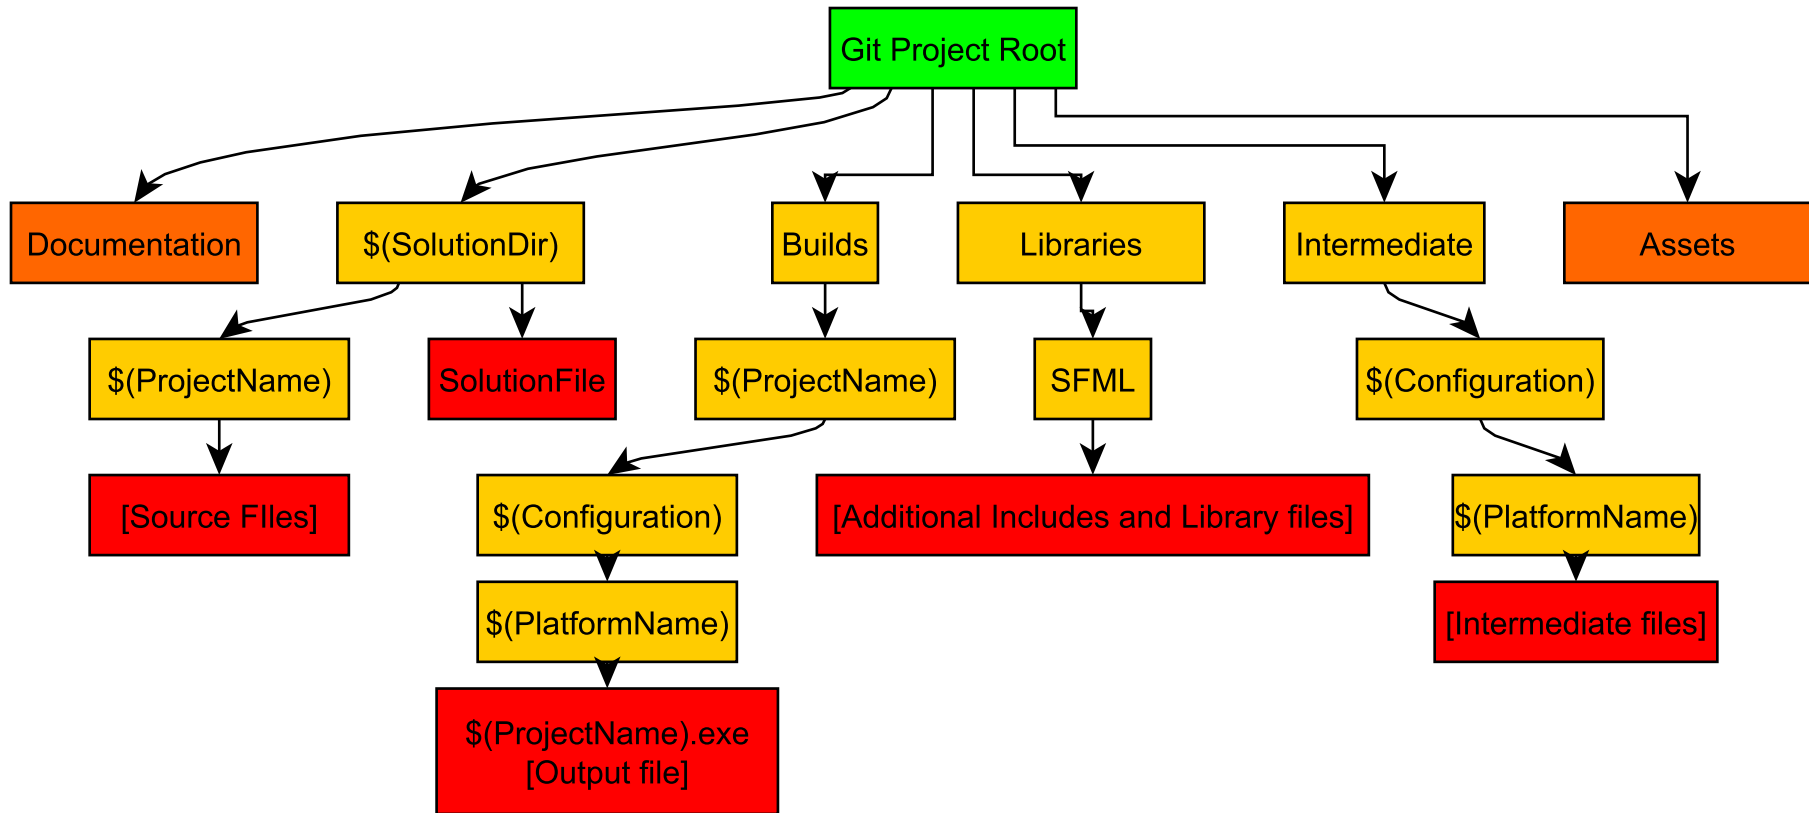 Git Project Root
Documentation
$(SolutionDir)
Builds
Libraries
Intermediate
Assets
$(ProjectName)
SolutionFile
$(ProjectName)
SFML
$(Configuration)
[Source FIles]
$(Configuration)
[Additional Includes and Library files]
$(PlatformName)
$(PlatformName)
[Intermediate files]
$(ProjectName).exe
[Output file]